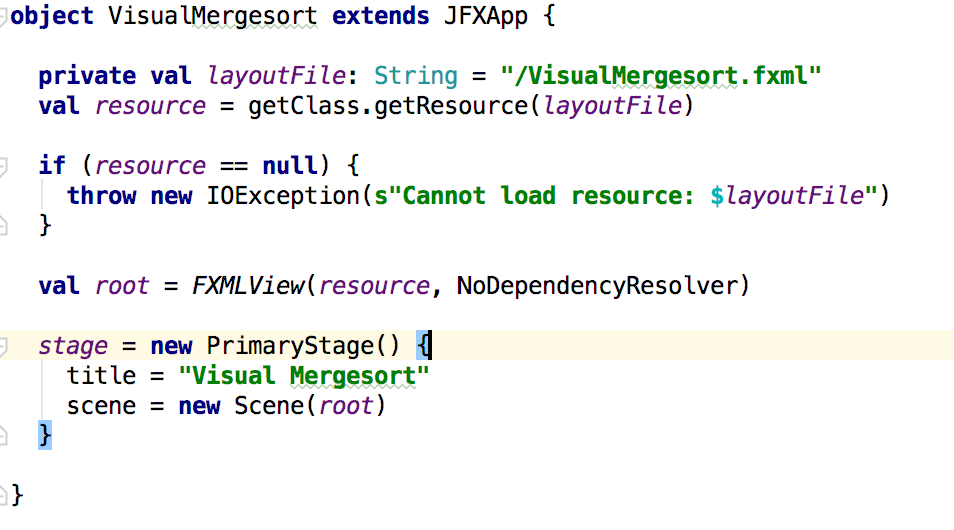 object VisualMergesort extends JFXApp {
private val layoutFile: String = "/VisualMergesort.fxml"
val resource = getClass.getResource(layoutFile)
if (resource == null) {
throw new IOException(s"Cannot load resource: $layoutFile")
}
val root = FXMLView(resource, NoDependencyResolver)
stage = new PrimaryStage() {
title = "Visual Mergesort"
scene = new Scene(root)
}
}